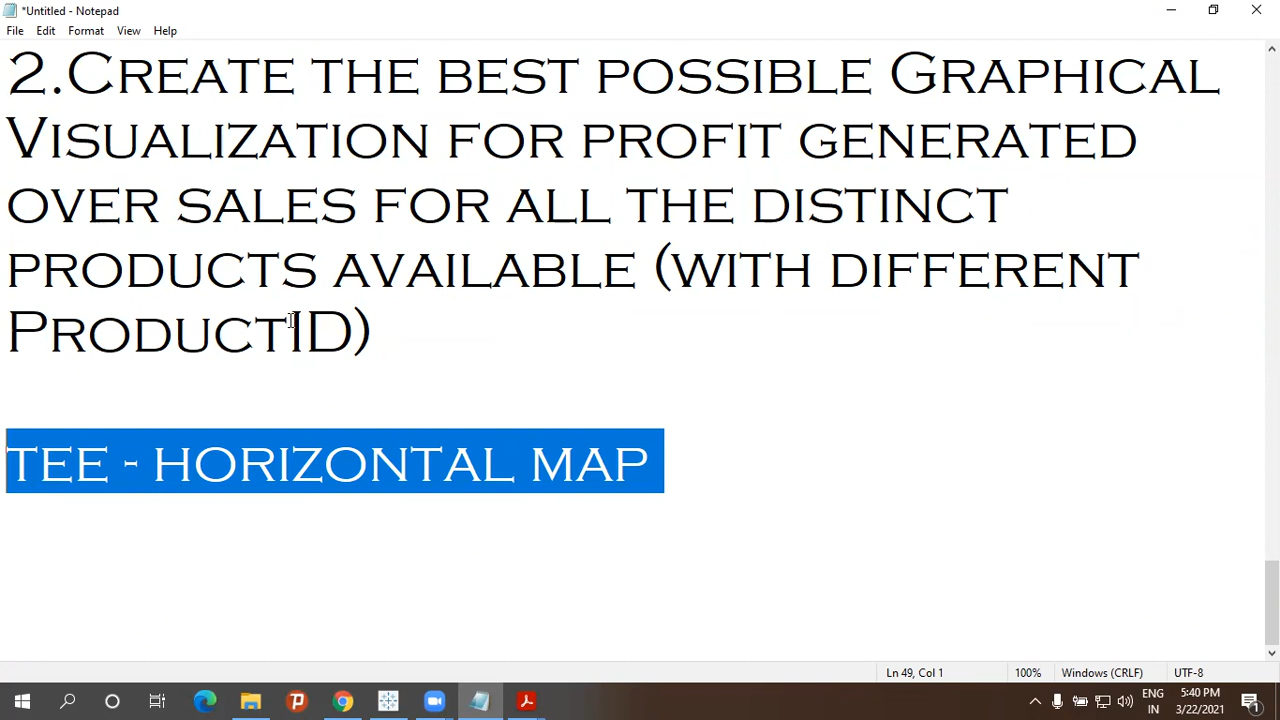 *Untitled - Notepad
File Edit Format View Help
2.Create the best possible Graphical
Visualization for profit generated
over sales for all the distinct
products available (with different
ProductID)
tee - horizontal map
Ln 49, Col 1 100% Windows (CRLF) UTF-8
ENG 5:40 PM
IN 3/22/2021 1